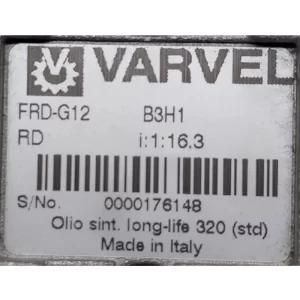 VARVEL
FRD-G12 B3H1
RD i:1:16.3
S/No. 0000176148
Olio sint. long-life 320 (std)
Made in Italy